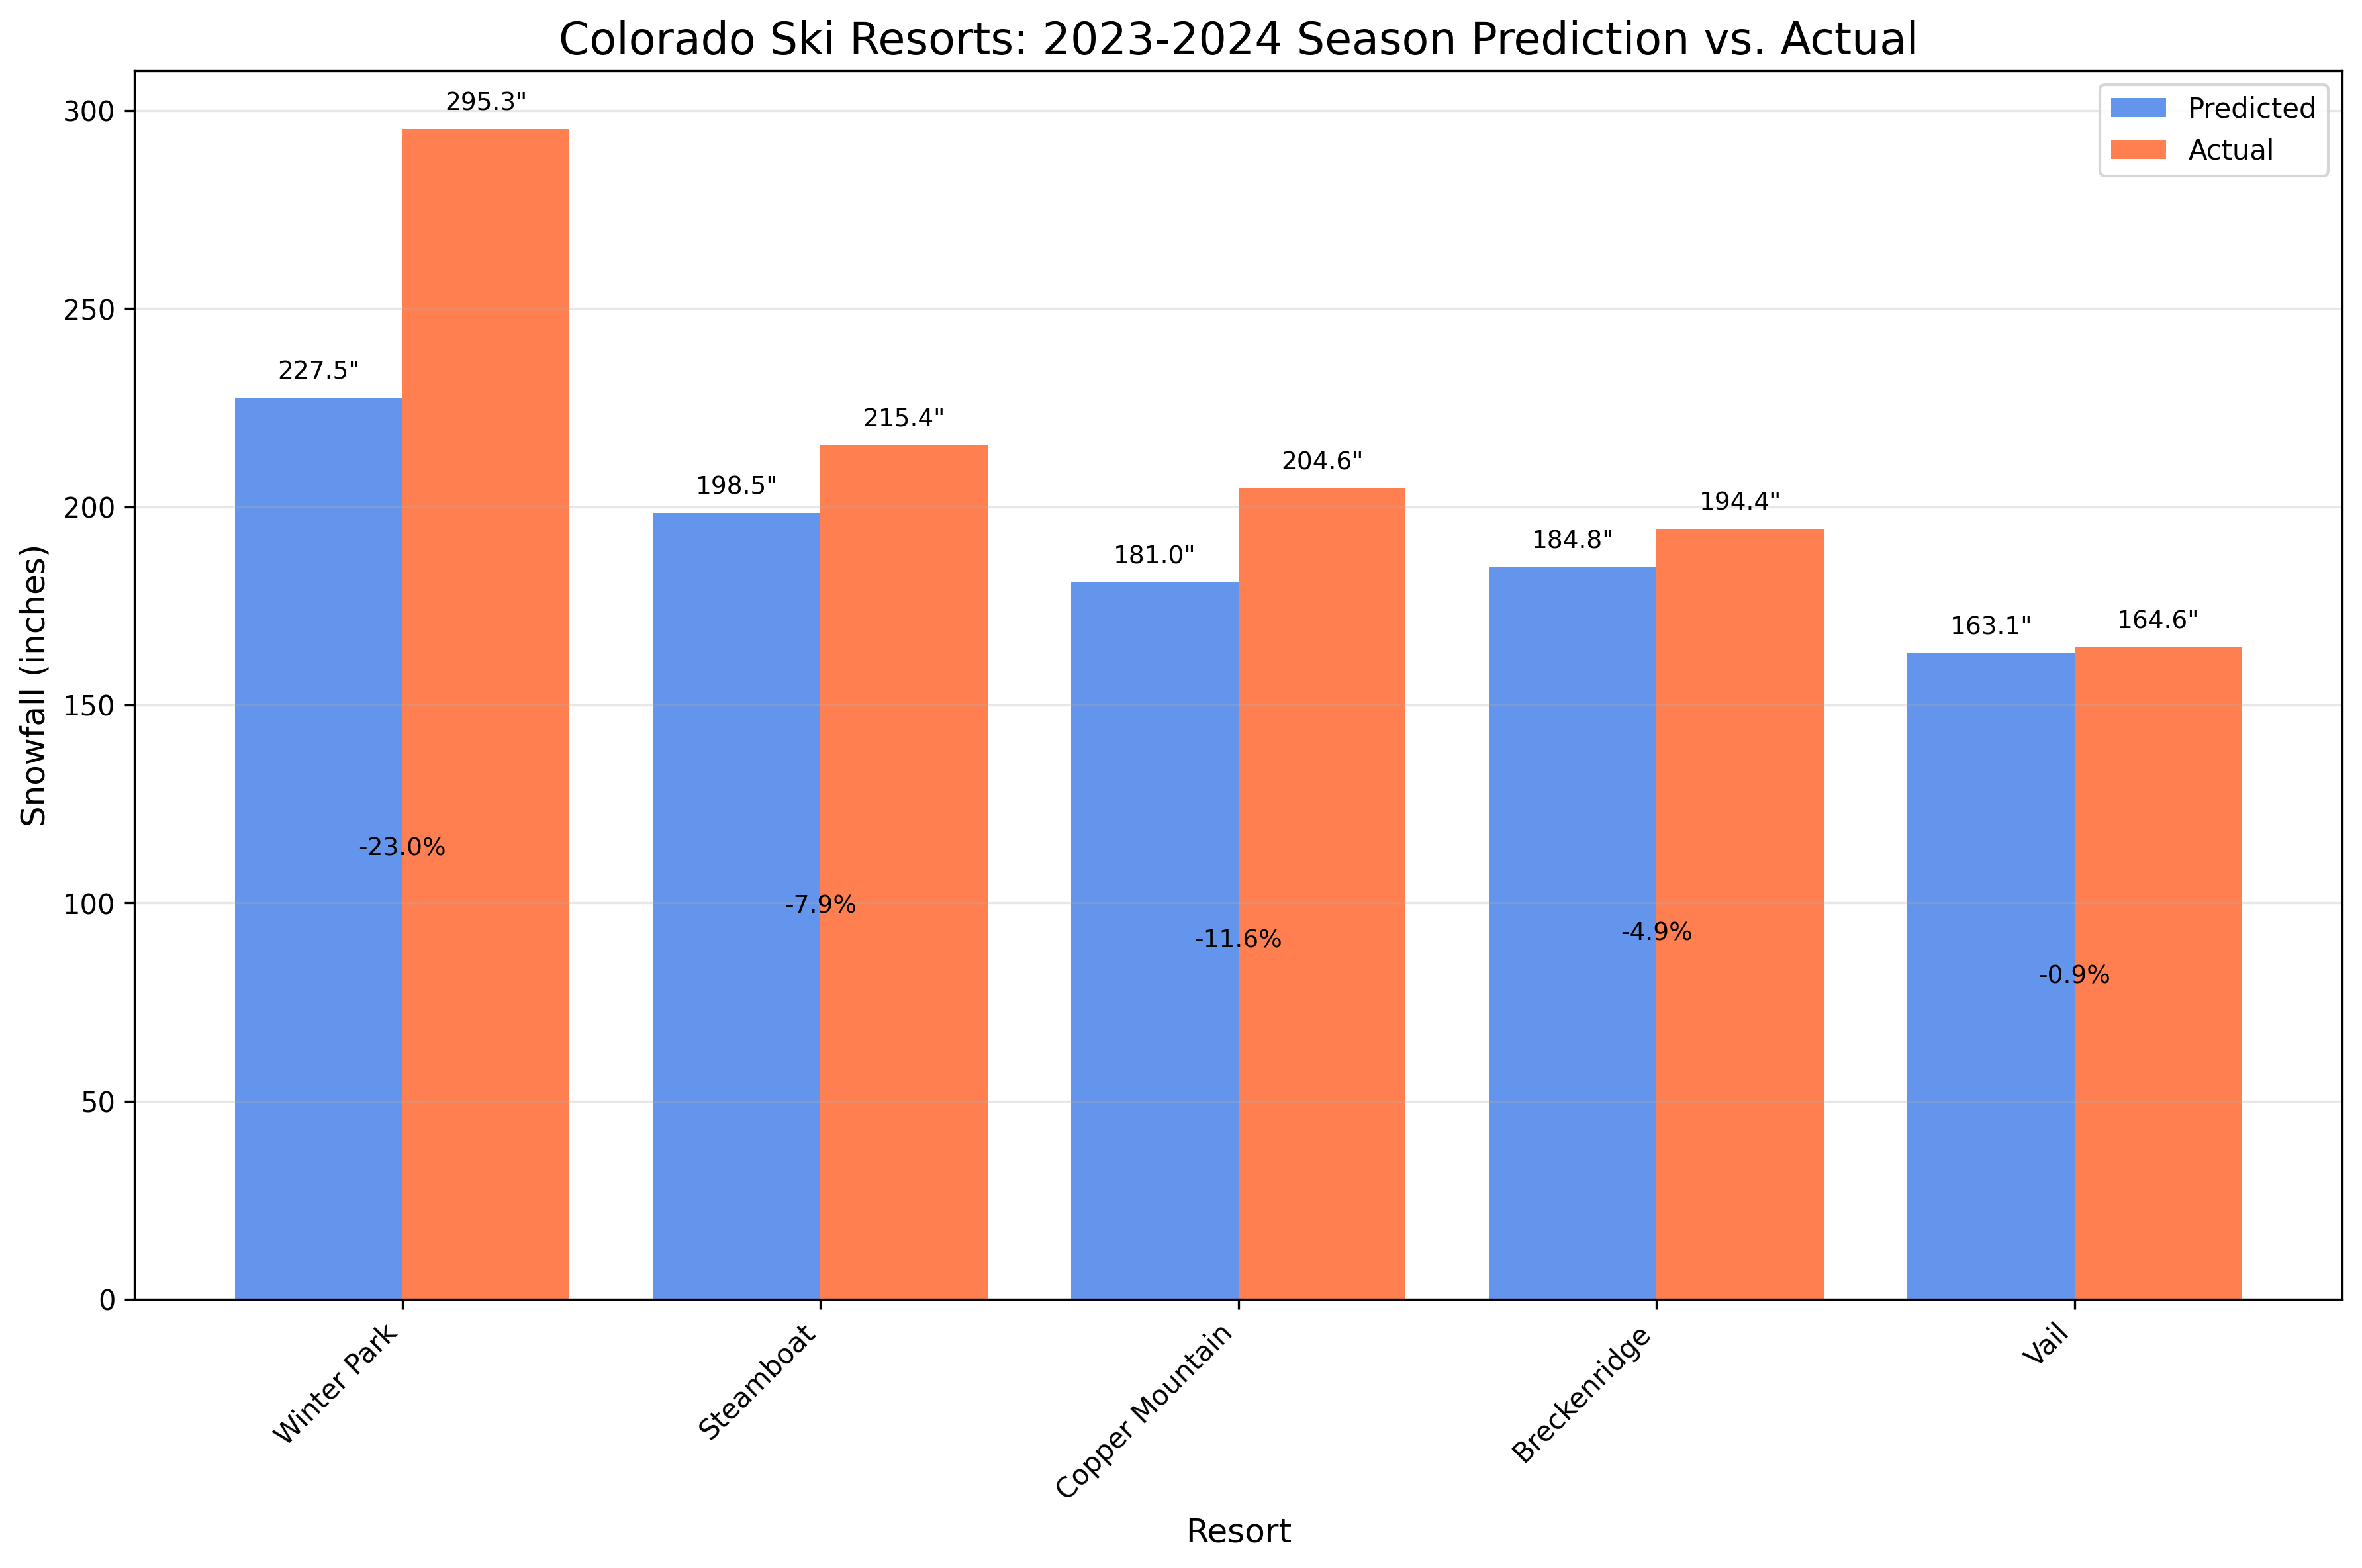 Colorado Ski Resorts: 2023-2024 Season Prediction vs. Actual
Predicted
Actual
Snowfall (inches)
300
250
200
150
100
50
0
227.5"
295.3"
-23.0%
198.5"
215.4"
-7.9%
181.0"
204.6"
-11.6%
184.8"
194.4"
-4.9%
163.1"
164.6"
-0.9%
Winter Park
Steamboat
Copper Mountain
Breckenridge
Vail
Resort